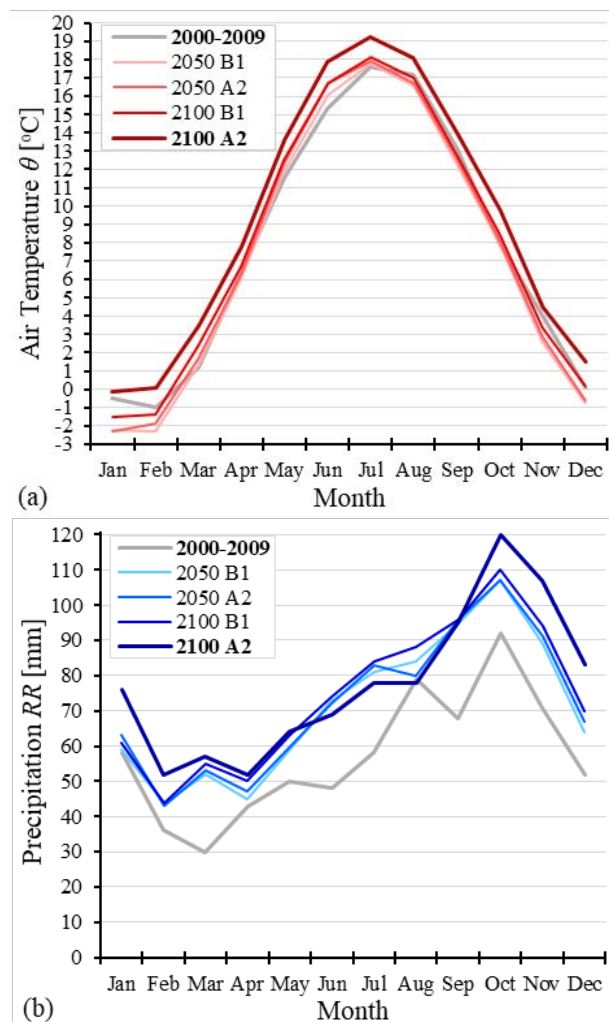 20
19
18
17
16
15
14
13
12
11
10
9
8
7
6
5
4
3
2
1
0
-1
-2
-3
Air Temperature θ [°C]
2000-2009
2050 B1
2050 A2
2100 B1
2100 A2
Jan Feb Mar Apr May Jun Jul Aug Sep Oct Nov Dec
(a) Month
120
110
100
90
80
70
60
50
40
30
20
10
0
Precipitation RR [mm]
2000-2009
2050 B1
2050 A2
2100 B1
2100 A2
Jan Feb Mar Apr May Jun Jul Aug Sep Oct Nov Dec
(b) Month